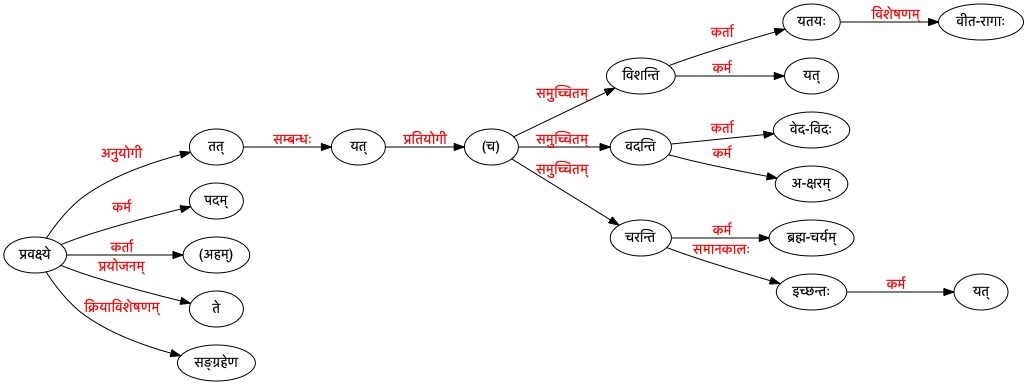 कर्ता
यतयः
विशेषणम्
वीत-रागाः
विशन्ति
कर्म
यत्
समुच्चितम्
अनुयोगी
तत्
सम्बन्धः
यत्
प्रतियोगी
(च)
समुच्चितम्
वदन्ति
कर्ता
वेद-विदः
कर्म
अ-क्षरम्
समुच्चितम्
कर्म
पदम्
प्रवक्ष्ये
कर्ता
(अहम्)
चरन्ति
कर्म
ब्रह्म-चर्यम्
समानकालः
इच्छन्तः
कर्म
यत्
प्रयोजनम्
ते
क्रियाविशेषणम्
सङ्ग्रहेण